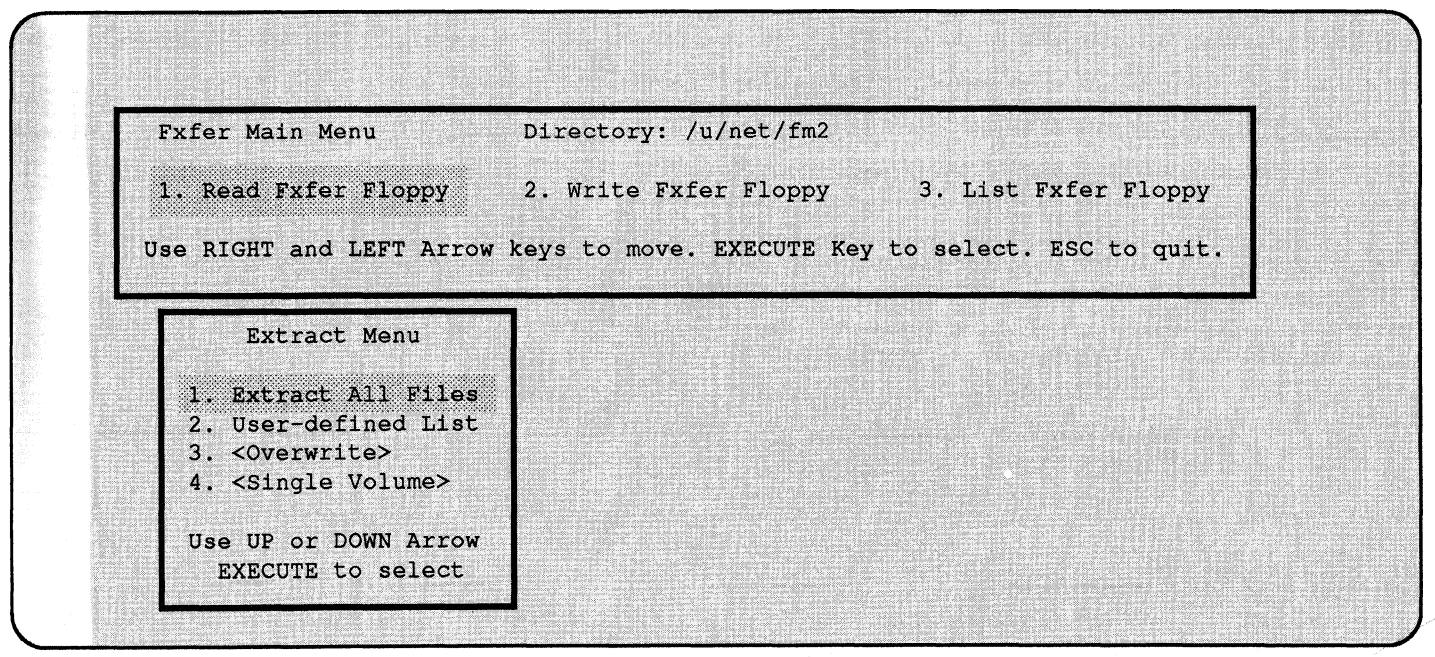 Fxfer Main Menu Directory: /u/net/fm2
1. Read Fxfer Floppy 2. Write Fxfer Floppy 3. List Fxfer Floppy
Use RIGHT and LEFT Arrow keys to move. EXECUTE Key to select. ESC to quit.
Extract Menu
1. Extract All Files
2. User-defined List
3. <Overwrite>
4. <Single Volume>
Use UP or DOWN Arrow
EXECUTE to select